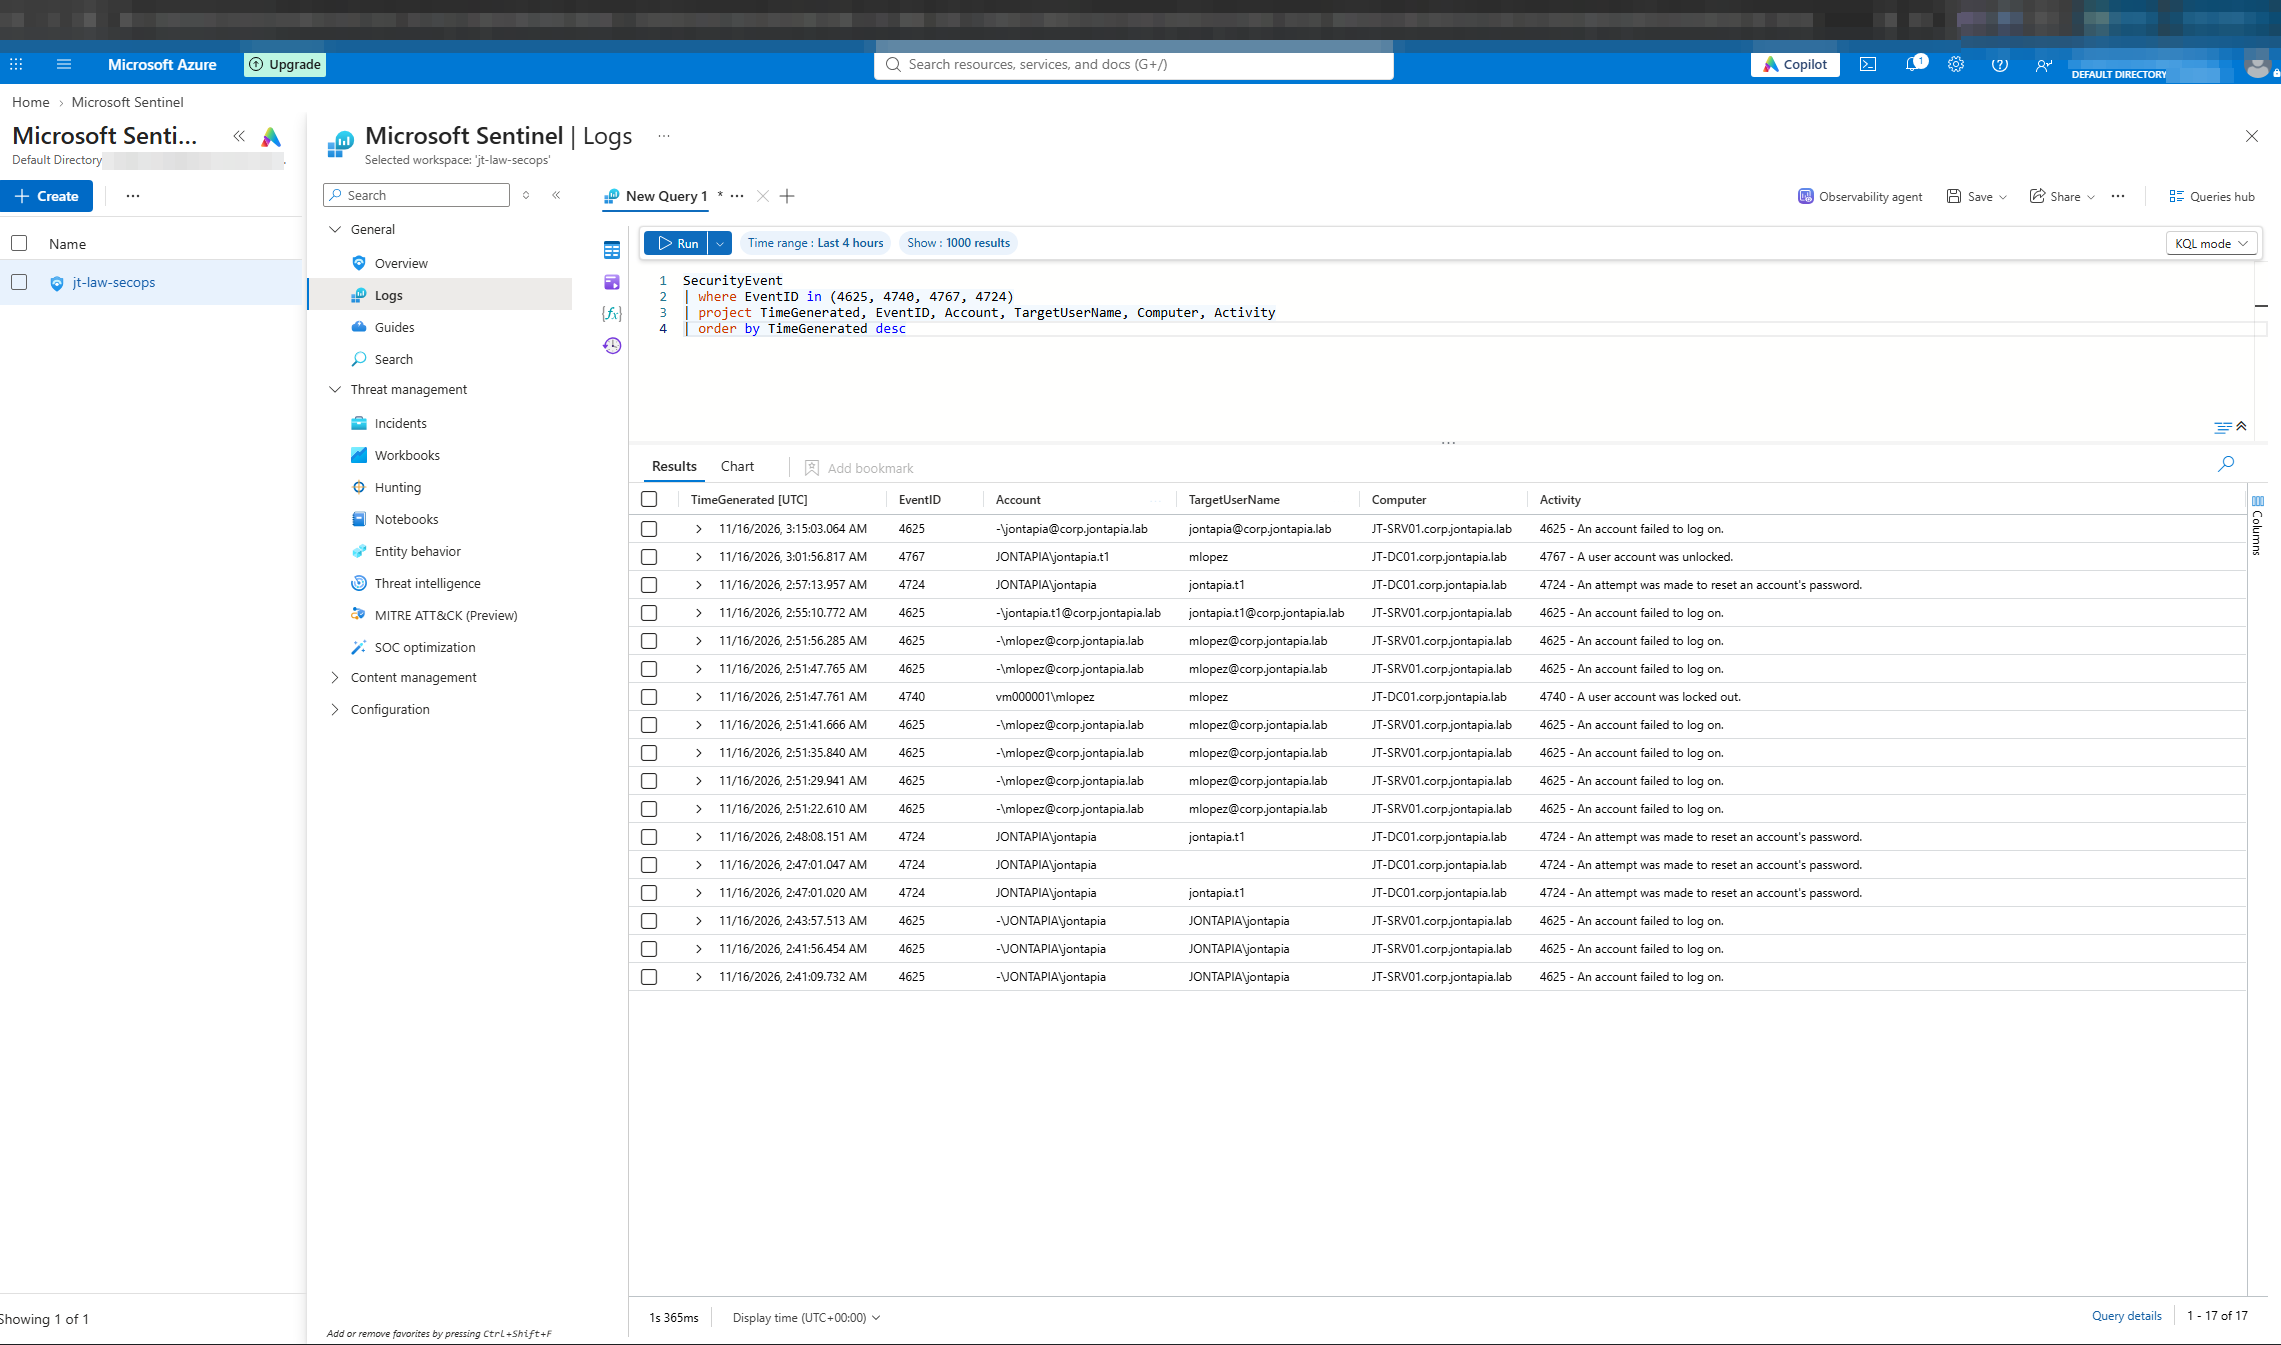 Microsoft Azure
Upgrade
Search resources, services, and docs (G+/)
Copilot
1
DEFAULT DIRECTORY
Home > Microsoft Sentinel
Microsoft Senti...
Default Directory
Create
Name
jt-law-secops
Showing 1 of 1
Microsoft Sentinel | Logs
Selected workspace: 'jt-law-secops'
Search
General
Overview
Logs
Guides
Search
Threat management
Incidents
Workbooks
Hunting
Notebooks
Entity behavior
Threat intelligence
MITRE ATT&CK (Preview)
SOC optimization
Content management
Configuration
Add or remove favorites by pressing Ctrl+Shift+F
New Query 1 *
Observability agent
Save
Share
Queries hub
Run
Time range : Last 4 hours
Show : 1000 results
KQL mode
1 SecurityEvent
2 | where EventID in (4625, 4740, 4767, 4724)
3 | project TimeGenerated, EventID, Account, TargetUserName, Computer, Activity
4 | order by TimeGenerated desc
Results Chart Add bookmark
TimeGenerated [UTC] EventID Account TargetUserName Computer Activity
11/16/2026, 3:15:03.064 AM 4625 -\jontapia@corp.jontapia.lab jontapia@corp.jontapia.lab JT-SRV01.corp.jontapia.lab 4625 - An account failed to log on.
11/16/2026, 3:01:56.817 AM 4767 JONTAPIA\jontapia.t1 mlopez JT-DC01.corp.jontapia.lab 4767 - A user account was unlocked.
11/16/2026, 2:57:13.957 AM 4724 JONTAPIA\jontapia jontapia.t1 JT-DC01.corp.jontapia.lab 4724 - An attempt was made to reset an account's password.
11/16/2026, 2:55:10.772 AM 4625 -\jontapia.t1@corp.jontapia.lab jontapia.t1@corp.jontapia.lab JT-SRV01.corp.jontapia.lab 4625 - An account failed to log on.
11/16/2026, 2:51:56.285 AM 4625 -\mlopez@corp.jontapia.lab mlopez@corp.jontapia.lab JT-SRV01.corp.jontapia.lab 4625 - An account failed to log on.
11/16/2026, 2:51:47.765 AM 4625 -\mlopez@corp.jontapia.lab mlopez@corp.jontapia.lab JT-SRV01.corp.jontapia.lab 4625 - An account failed to log on.
11/16/2026, 2:51:47.761 AM 4740 vm000001\mlopez mlopez JT-DC01.corp.jontapia.lab 4740 - A user account was locked out.
11/16/2026, 2:51:41.666 AM 4625 -\mlopez@corp.jontapia.lab mlopez@corp.jontapia.lab JT-SRV01.corp.jontapia.lab 4625 - An account failed to log on.
11/16/2026, 2:51:35.840 AM 4625 -\mlopez@corp.jontapia.lab mlopez@corp.jontapia.lab JT-SRV01.corp.jontapia.lab 4625 - An account failed to log on.
11/16/2026, 2:51:29.941 AM 4625 -\mlopez@corp.jontapia.lab mlopez@corp.jontapia.lab JT-SRV01.corp.jontapia.lab 4625 - An account failed to log on.
11/16/2026, 2:51:22.610 AM 4625 -\mlopez@corp.jontapia.lab mlopez@corp.jontapia.lab JT-SRV01.corp.jontapia.lab 4625 - An account failed to log on.
11/16/2026, 2:48:08.151 AM 4724 JONTAPIA\jontapia jontapia.t1 JT-DC01.corp.jontapia.lab 4724 - An attempt was made to reset an account's password.
11/16/2026, 2:47:01.047 AM 4724 JONTAPIA\jontapia JT-DC01.corp.jontapia.lab 4724 - An attempt was made to reset an account's password.
11/16/2026, 2:47:01.020 AM 4724 JONTAPIA\jontapia jontapia.t1 JT-DC01.corp.jontapia.lab 4724 - An attempt was made to reset an account's password.
11/16/2026, 2:43:57.513 AM 4625 -\JONTAPIA\jontapia JONTAPIA\jontapia JT-SRV01.corp.jontapia.lab 4625 - An account failed to log on.
11/16/2026, 2:41:56.454 AM 4625 -\JONTAPIA\jontapia JONTAPIA\jontapia JT-SRV01.corp.jontapia.lab 4625 - An account failed to log on.
11/16/2026, 2:41:09.732 AM 4625 -\JONTAPIA\jontapia JONTAPIA\jontapia JT-SRV01.corp.jontapia.lab 4625 - An account failed to log on.
Columns
1s 365ms
Display time (UTC+00:00)
Query details
1 - 17 of 17